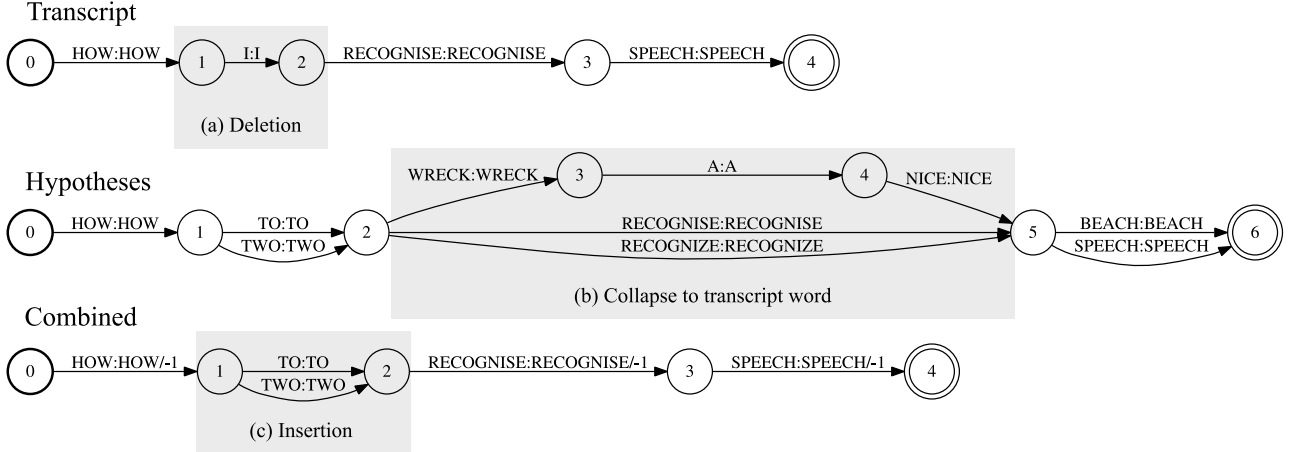 Transcript
0 HOW:HOW 1 I:I 2 RECOGNISE:RECOGNISE 3 SPEECH:SPEECH 4
(a) Deletion
Hypotheses
WRECK:WRECK 3 A:A 4 NICE:NICE
0 HOW:HOW 1 TO:TO 2 RECOGNISE:RECOGNISE 5 BEACH:BEACH 6
TWO:TWO RECOGNIZE:RECOGNIZE SPEECH:SPEECH
(b) Collapse to transcript word
Combined
0 HOW:HOW/-1 1 TO:TO 2 RECOGNISE:RECOGNISE/-1 3 SPEECH:SPEECH/-1 4
TWO:TWO
(c) Insertion